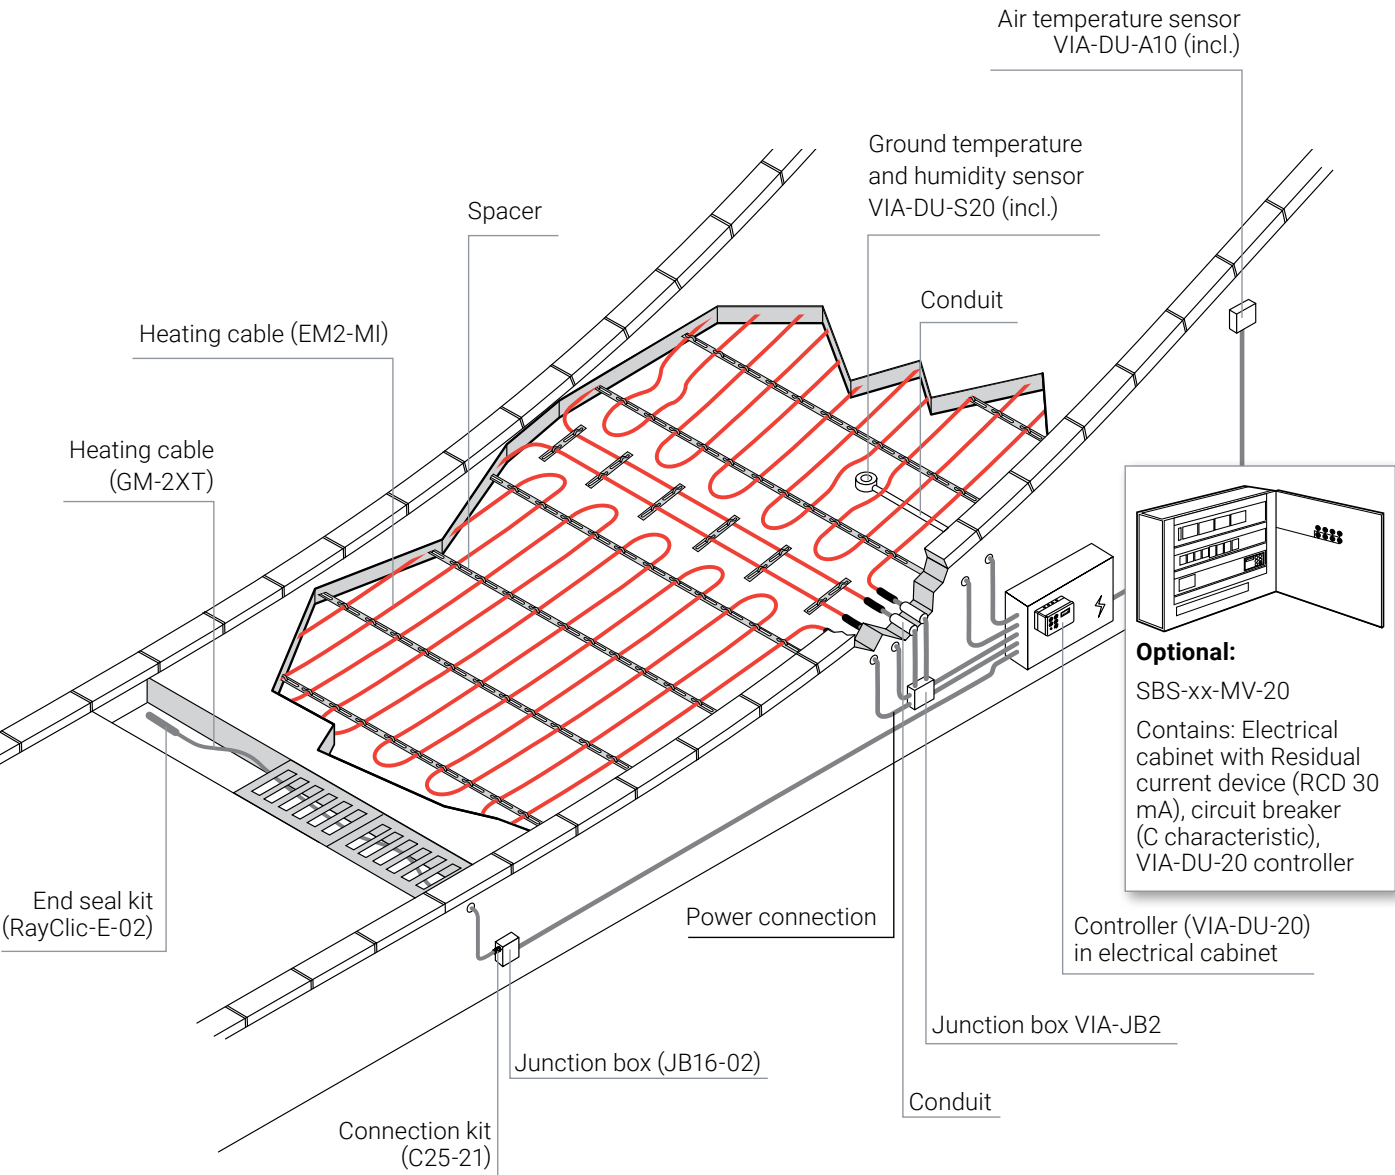 Air temperature sensor
VIA-DU-A10 (incl.)
Ground temperature
and humidity sensor
VIA-DU-S20 (incl.)
Spacer
Conduit
Heating cable (EM2-MI)
Heating cable
(GM-2XT)
Optional:
SBS-xx-MV-20
Contains: Electrical
cabinet with Residual
current device (RCD 30
mA), circuit breaker
(C characteristic),
VIA-DU-20 controller
End seal kit
(RayClic-E-02)
Power connection
Controller (VIA-DU-20)
in electrical cabinet
Junction box VIA-JB2
Junction box (JB16-02)
Conduit
Connection kit
(C25-21)